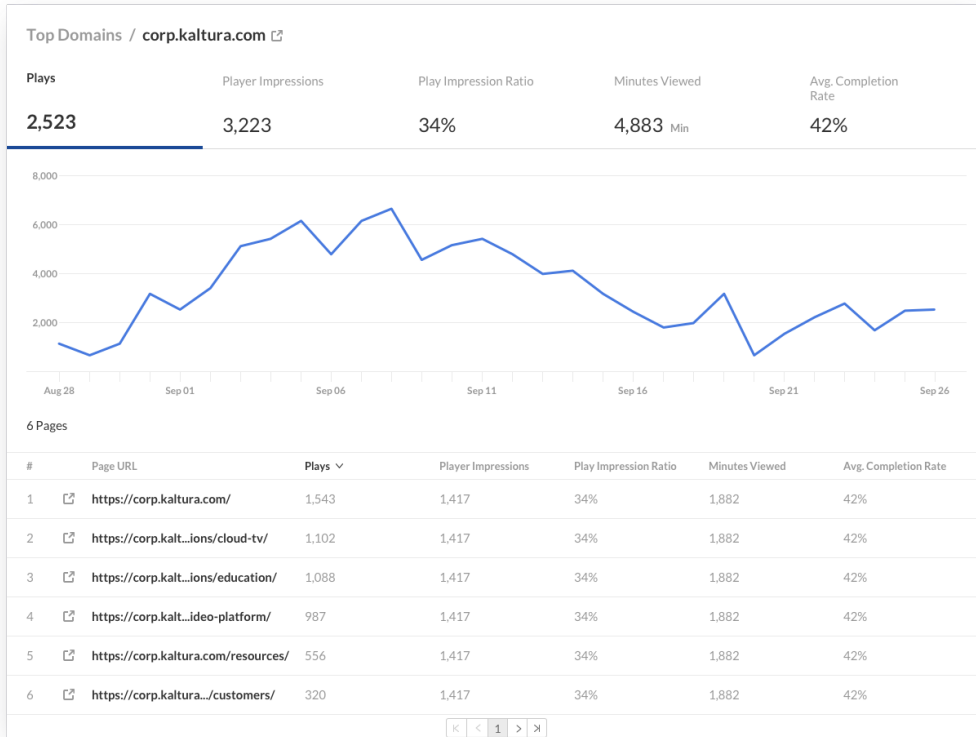 Top Domains / corp.kaltura.com
Plays Player Impressions Play Impression Ratio Minutes Viewed Avg. Completion Rate
2,523 3,223 34% 4,883 Min 42%
8,000
6,000
4,000
2,000
Aug 28 Sep 01 Sep 06 Sep 11 Sep 16 Sep 21 Sep 26
6 Pages
# Page URL Plays Player Impressions Play Impression Ratio Minutes Viewed Avg. Completion Rate
1 https://corp.kaltura.com/ 1,543 1,417 34% 1,882 42%
2 https://corp.kalt...ions/cloud-tv/ 1,102 1,417 34% 1,882 42%
3 https://corp.kalt...ions/education/ 1,088 1,417 34% 1,882 42%
4 https://corp.kalt...ideo-platform/ 987 1,417 34% 1,882 42%
5 https://corp.kaltura.com/resources/ 556 1,417 34% 1,882 42%
6 https://corp.kaltura.../customers/ 320 1,417 34% 1,882 42%
1